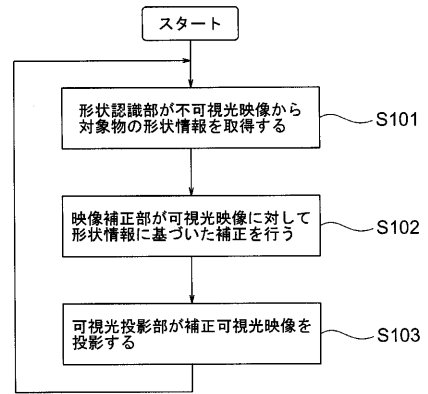 スタート
形状認識部が不可視光映像から
対象物の形状情報を取得する
S101
映像補正部が可視光映像に対して
形状情報に基づいた補正を行う
S102
可視光投影部が補正可視光映像を
投影する
S103